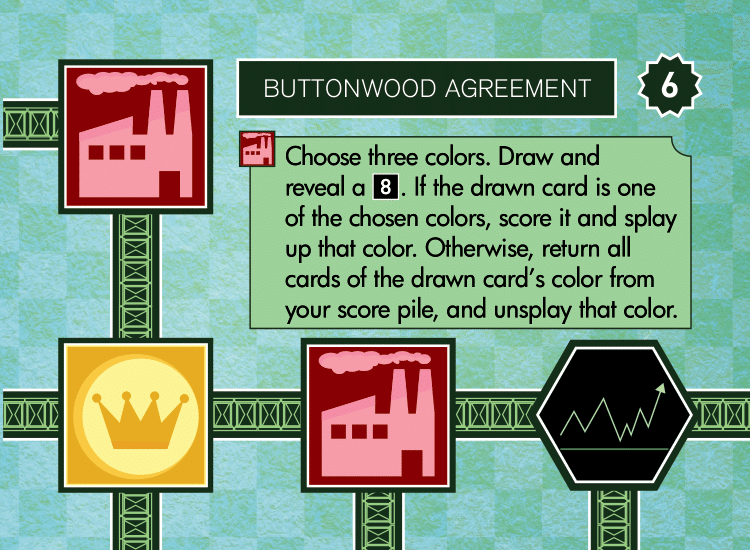 BUTTONWOOD AGREEMENT
6
Choose three colors. Draw and
reveal a 8. If the drawn card is one
of the chosen colors, score it and splay
up that color. Otherwise, return all
cards of the drawn card's color from
your score pile, and unsplay that color.